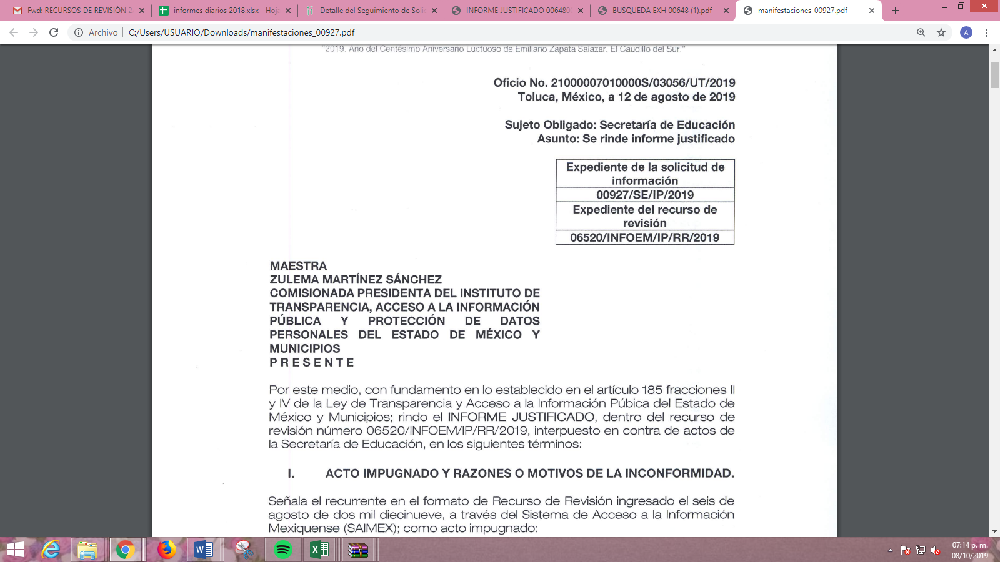 Fwd: RECURSOS DE REVISIÓN 2
informes diarios 2018.xlsx - Hoja
Detalle del Seguimiento de Solic
INFORME JUSTIFICADO 00648
BUSQUEDA EXH 00648 (1).pdf
manifestaciones_00927.pdf
Archivo
C:/Users/USUARIO/Downloads/manifestaciones_00927.pdf
A
"2019. Año del Centésimo Aniversario Luctuoso de Emiliano Zapata Salazar. El Caudillo del Sur."
Oficio No. 21000007010000S/03056/UT/2019
Toluca, México, a 12 de agosto de 2019
Sujeto Obligado: Secretaría de Educación
Asunto: Se rinde informe justificado
Expediente de la solicitud de
información
00927/SE/IP/2019
Expediente del recurso de
revisión
06520/INFOEM/IP/RR/2019
MAESTRA
ZULEMA MARTÍNEZ SÁNCHEZ
COMISIONADA PRESIDENTA DEL INSTITUTO DE
TRANSPARENCIA, ACCESO A LA INFORMACIÓN
PÚBLICA Y PROTECCIÓN DE DATOS
PERSONALES DEL ESTADO DE MÉXICO Y
MUNICIPIOS
P R E S E N T E
Por este medio, con fundamento en lo establecido en el artículo 185 fracciones II
y IV de la Ley de Transparencia y Acceso a la Información Púbica del Estado de
México y Municipios; rindo el INFORME JUSTIFICADO, dentro del recurso de
revisión número 06520/INFOEM/IP/RR/2019, interpuesto en contra de actos de
la Secretaría de Educación, en los siguientes términos:
I. ACTO IMPUGNADO Y RAZONES O MOTIVOS DE LA INCONFORMIDAD.
Señala el recurrente en el formato de Recurso de Revisión ingresado el seis de
agosto de dos mil diecinueve, a través del Sistema de Acceso a la Información
Mexiquense (SAIMEX); como acto impugnado:
07:14 p. m.
08/10/2019